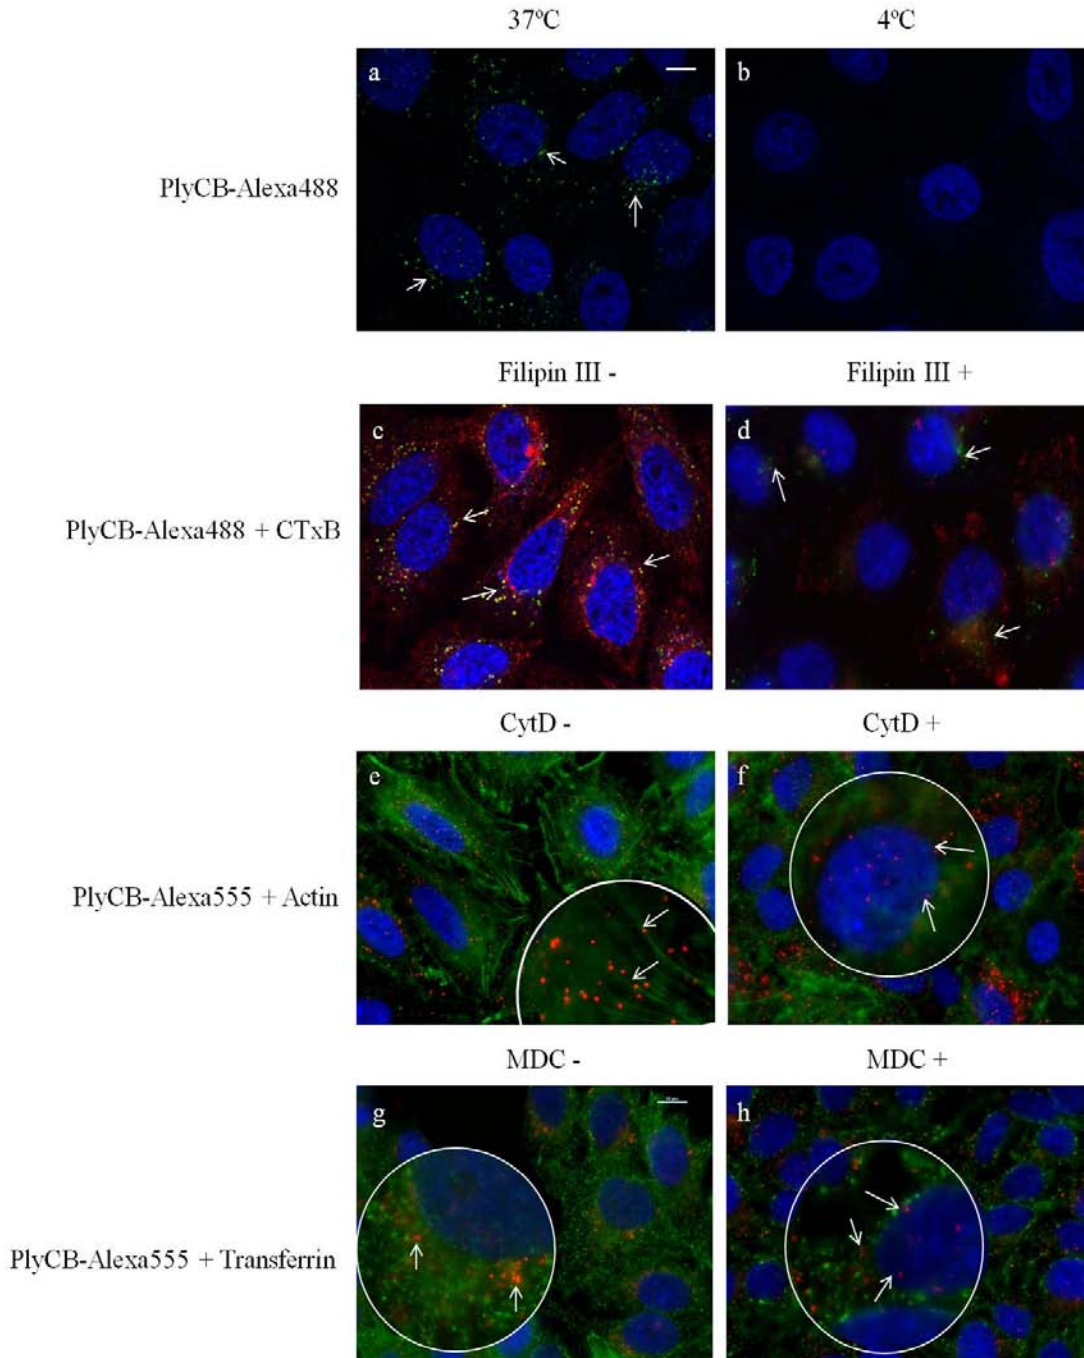 37ºC 4ºC
a b
PlyCB-Alexa488
Filipin III - Filipin III +
c d
PlyCB-Alexa488 + CTxB
CytD - CytD +
e f
PlyCB-Alexa555 + Actin
MDC - MDC +
g h
PlyCB-Alexa555 + Transferrin